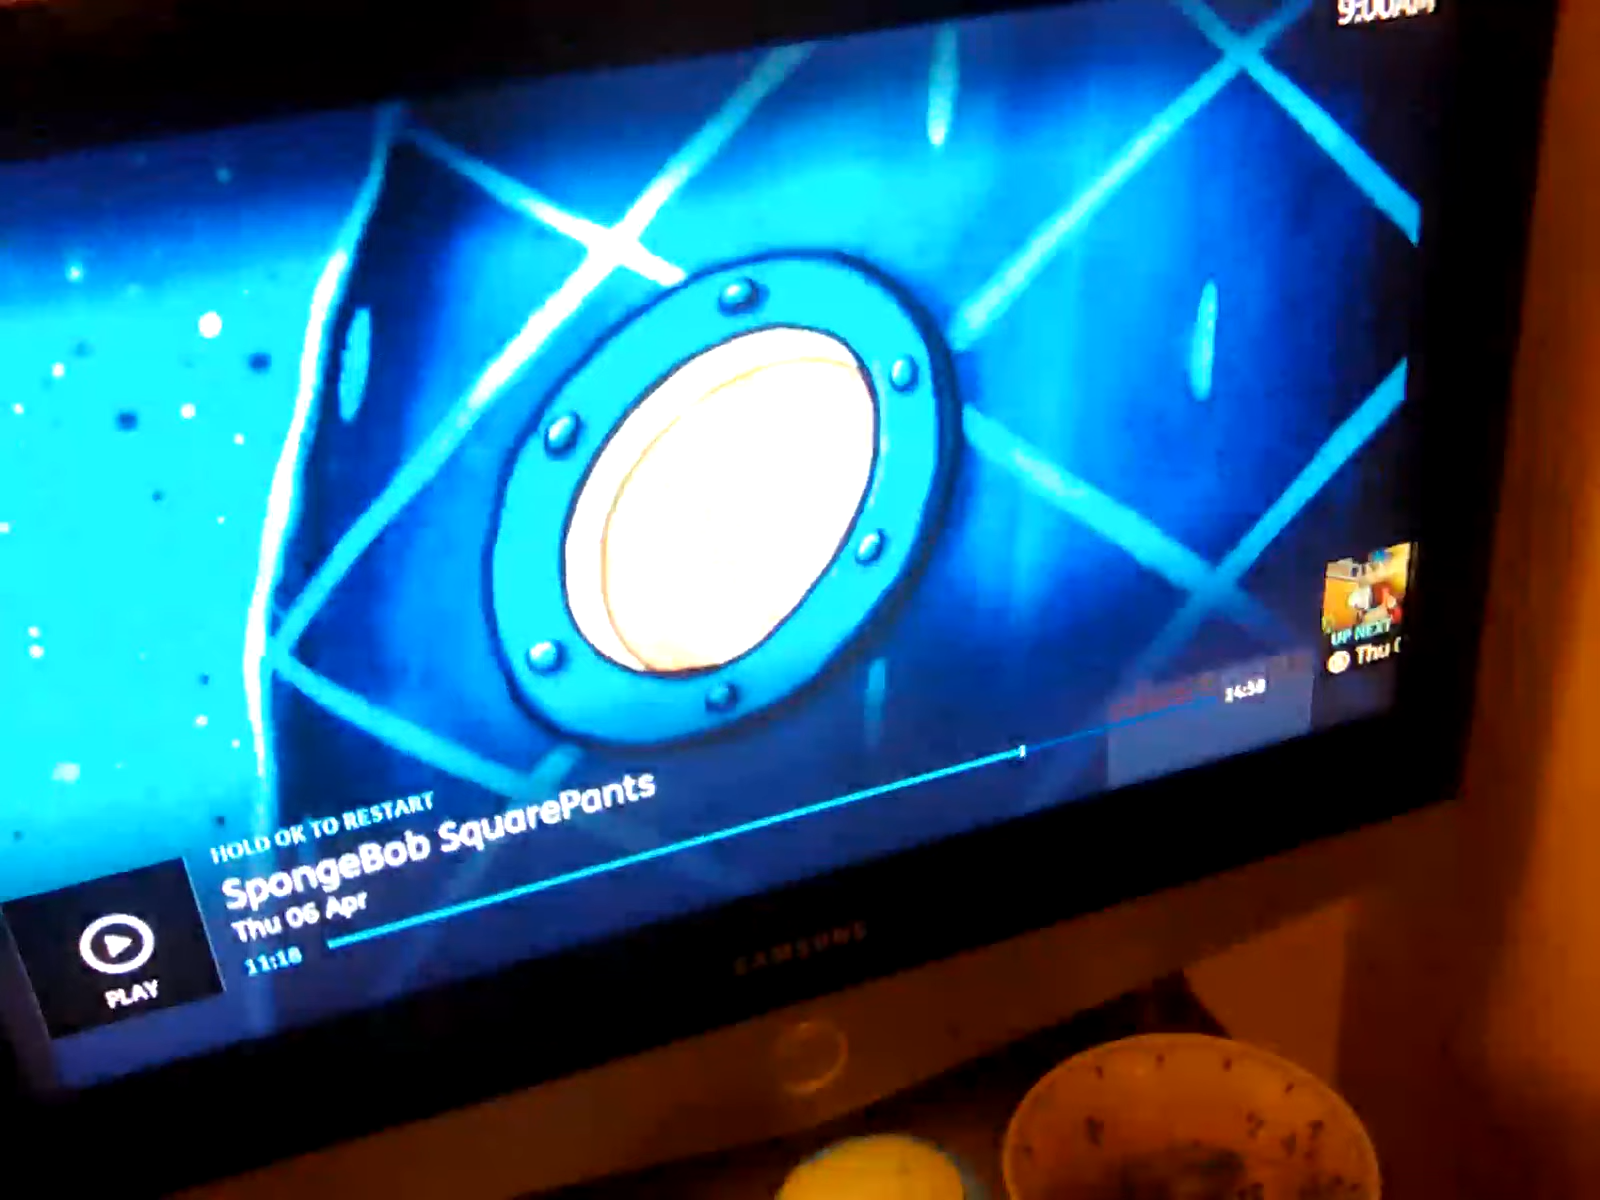 9:00AM
UP NEXT
Thu
14:50
HOLD OK TO RESTART
SpongeBob SquarePants
Thu 06 Apr
11:18
PLAY
SAMSUNG